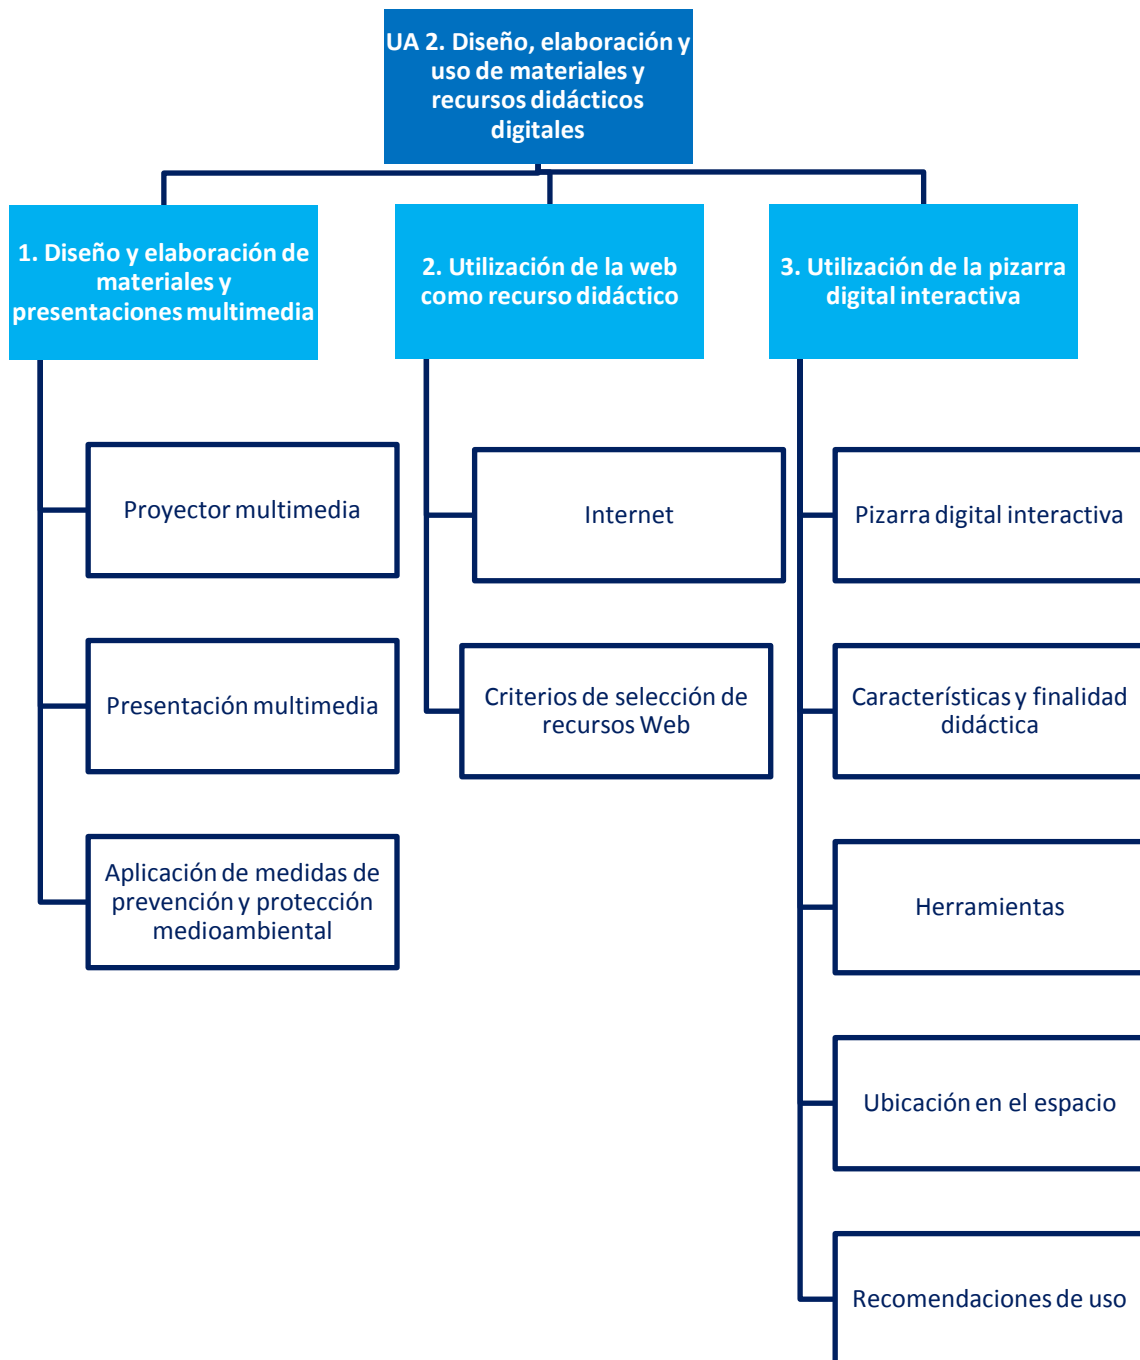 UA 2. Diseño, elaboración y
uso de materiales y
recursos didácticos
digitales
1. Diseño y elaboración de
materiales y
presentaciones multimedia
Proyector multimedia
Presentación multimedia
Aplicación de medidas de
prevención y protección
medioambiental
2. Utilización de la web
como recurso didáctico
Internet
Criterios de selección de
recursos Web
3. Utilización de la pizarra
digital interactiva
Pizarra digital interactiva
Características y finalidad
didáctica
Herramientas
Ubicación en el espacio
Recomendaciones de uso